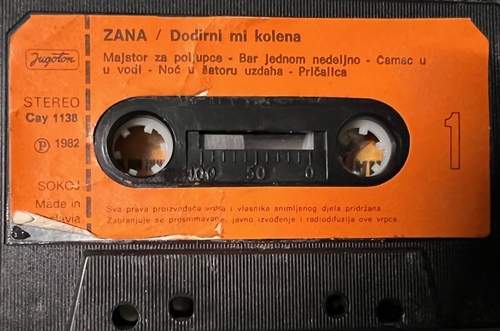 ZANA / Dodirni mi kolena
Jugoton
Majstor za poljupce - Bar jednom nedeljno - Čamac u
u vodi - Noć u šatoru uzdaha - Pričalica
STEREO
Cay 1138
P 1982
100 50 0
1
SOKOJ
Made in
slavia
Sva prava proizvođača vrpca i vlasnika snimljenog djela pridržana.
Zabranjuje se presnimavanje, javno izvođenje i radiodifuzija ove vrpce